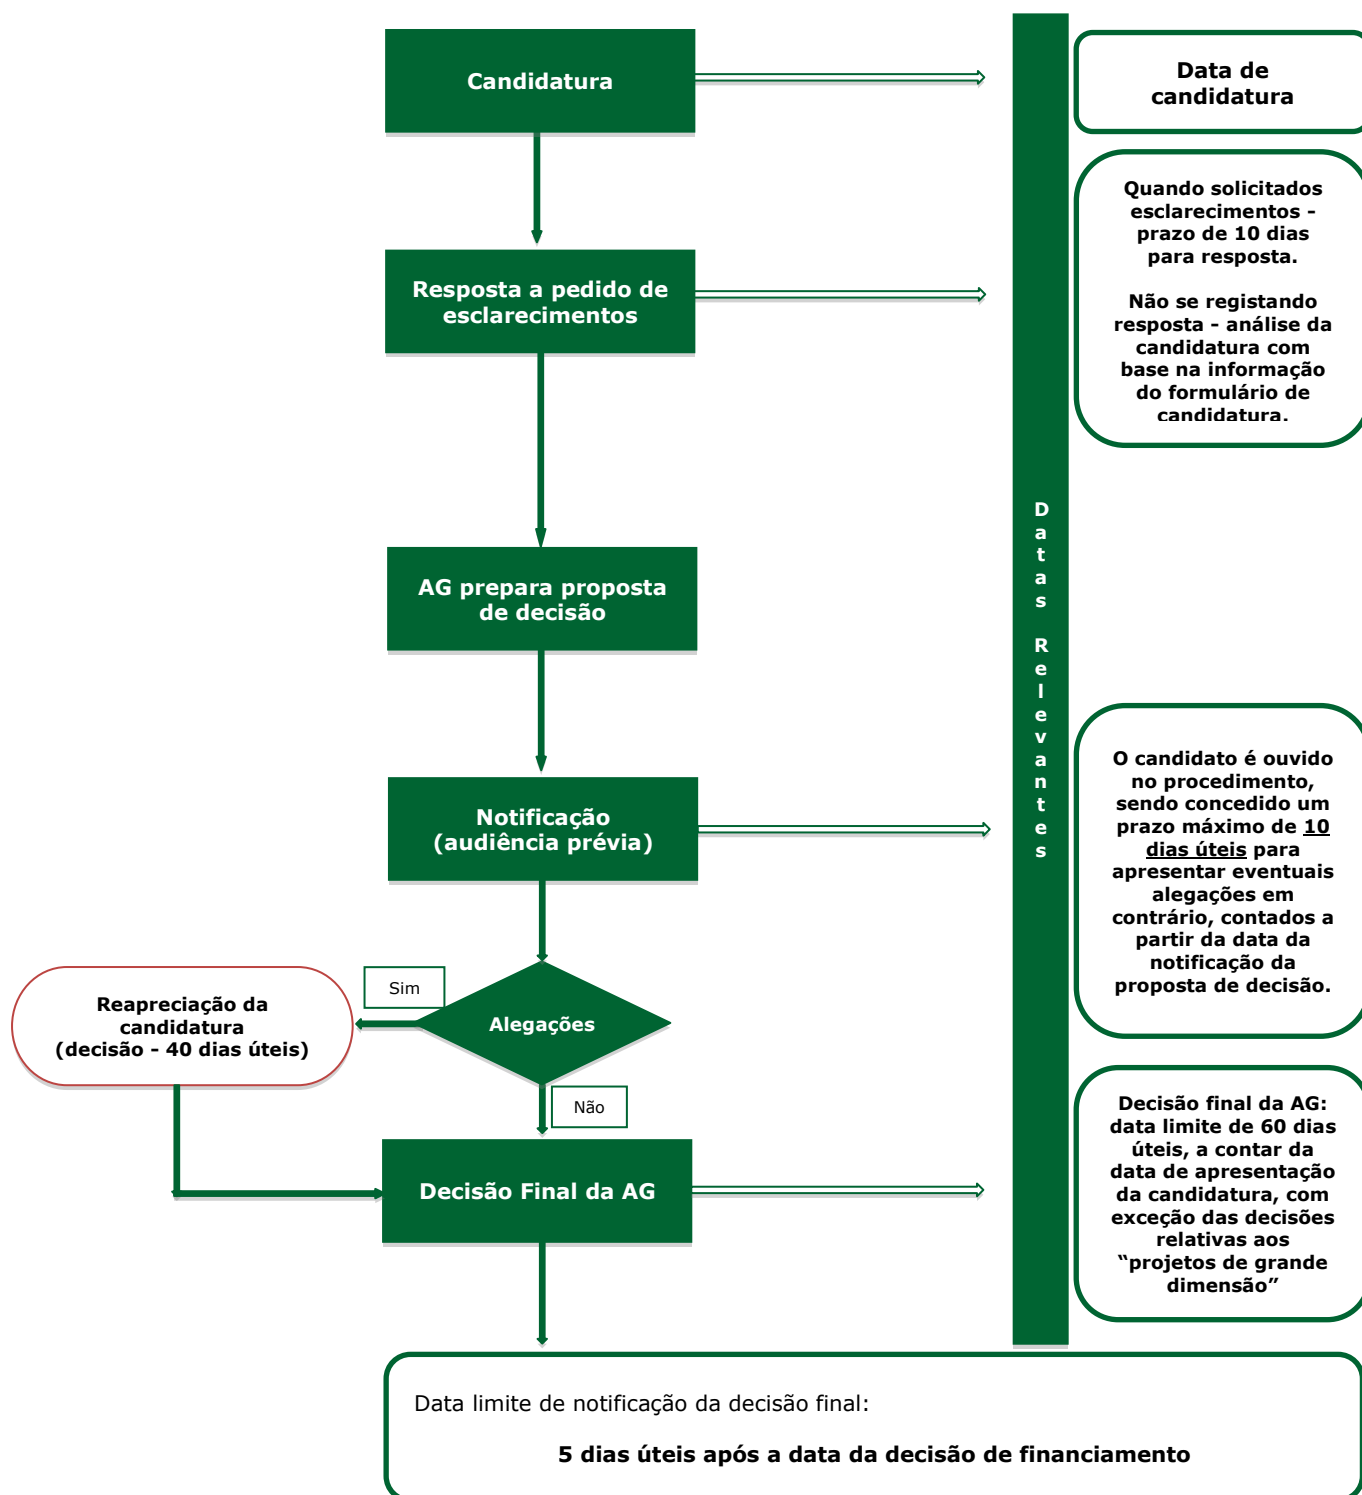 Candidatura
Data de
candidatura
Quando solicitados
esclarecimentos -
prazo de 10 dias
para resposta.
Não se registando
resposta - análise da
candidatura com
base na informação
do formulário de
candidatura.
Resposta a pedido de
esclarecimentos
AG prepara proposta
de decisão
Datas Relevantes
Notificação
(audiência prévia)
O candidato é ouvido
no procedimento,
sendo concedido um
prazo máximo de 10
dias úteis para
apresentar eventuais
alegações em
contrário, contados a
partir da data da
notificação da
proposta de decisão.
Alegações
Sim
Reapreciação da
candidatura
(decisão - 40 dias úteis)
Não
Decisão Final da AG
Decisão final da AG:
data limite de 60 dias
úteis, a contar da
data de apresentação
da candidatura, com
exceção das decisões
relativas aos
“projetos de grande
dimensão”
Data limite de notificação da decisão final:
5 dias úteis após a data da decisão de financiamento